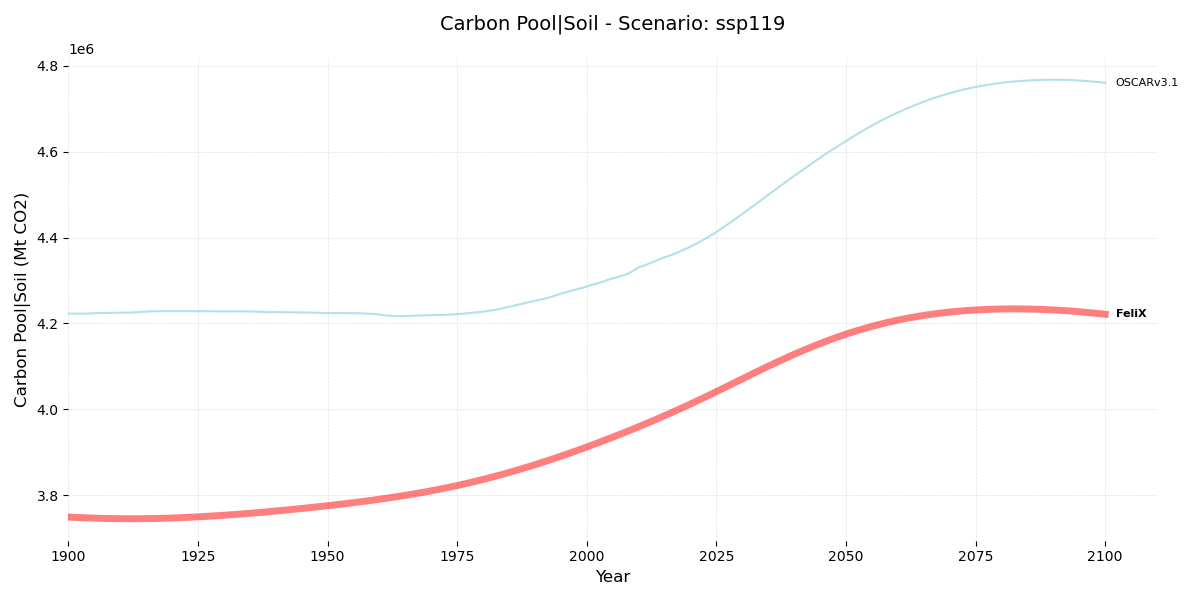 Carbon Pool|Soil - Scenario: ssp119
1e6
4.8
4.6
4.4
4.2
4.0
3.8
Carbon Pool|Soil (Mt CO2)
OSCARv3.1
FeliX
1900 1925 1950 1975 2000 2025 2050 2075 2100
Year